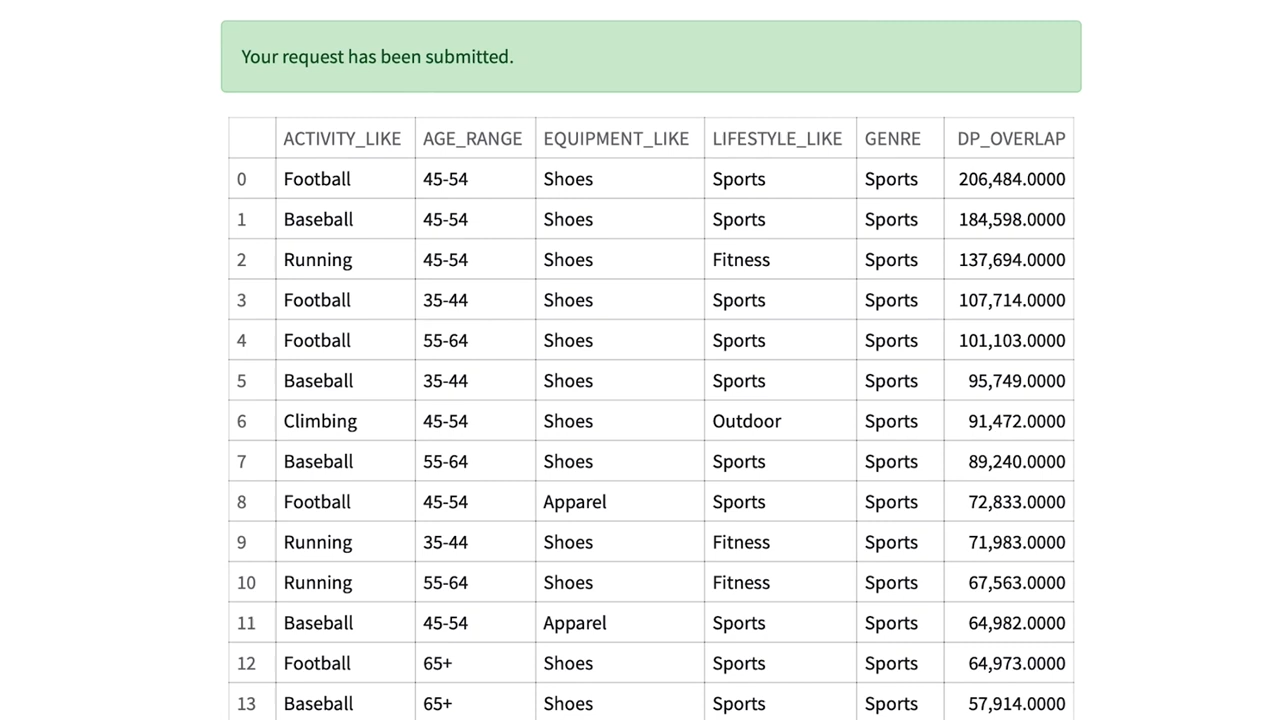 Your request has been submitted.
ACTIVITY_LIKE AGE_RANGE EQUIPMENT_LIKE LIFESTYLE_LIKE GENRE DP_OVERLAP
0 Football 45-54 Shoes Sports Sports 206,484.0000
1 Baseball 45-54 Shoes Sports Sports 184,598.0000
2 Running 45-54 Shoes Fitness Sports 137,694.0000
3 Football 35-44 Shoes Sports Sports 107,714.0000
4 Football 55-64 Shoes Sports Sports 101,103.0000
5 Baseball 35-44 Shoes Sports Sports 95,749.0000
6 Climbing 45-54 Shoes Outdoor Sports 91,472.0000
7 Baseball 55-64 Shoes Sports Sports 89,240.0000
8 Football 45-54 Apparel Sports Sports 72,833.0000
9 Running 35-44 Shoes Fitness Sports 71,983.0000
10 Running 55-64 Shoes Fitness Sports 67,563.0000
11 Baseball 45-54 Apparel Sports Sports 64,982.0000
12 Football 65+ Shoes Sports Sports 64,973.0000
13 Baseball 65+ Shoes Sports Sports 57,914.0000